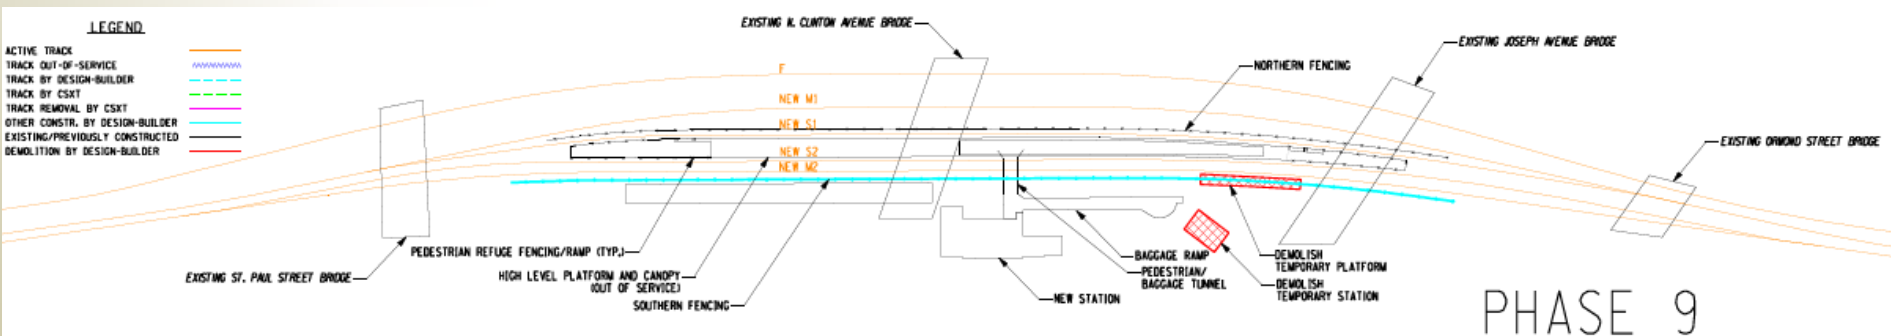 LEGEND
ACTIVE TRACK
TRACK OUT-OF-SERVICE
TRACK BY DESIGN-BUILDER
TRACK BY CSXT
TRACK REMOVAL BY CSXT
OTHER CONSTR. BY DESIGN-BUILDER
EXISTING/PREVIOUSLY CONSTRUCTED
DEMOLITION BY DESIGN-BUILDER
EXISTING N. CLINTON AVENUE BRIDGE
EXISTING JOSEPH AVENUE BRIDGE
NORTHERN FENCING
EXISTING ORMOND STREET BRIDGE
F
NEW M1
NEW S1
NEW S2
NEW M2
PEDESTRIAN REFUGE FENCING/RAMP (TYP.)
EXISTING ST. PAUL STREET BRIDGE
HIGH LEVEL PLATFORM AND CANOPY
(OUT OF SERVICE)
SOUTHERN FENCING
NEW STATION
BAGGAGE RAMP
PEDESTRIAN/
BAGGAGE TUNNEL
DEMOLISH
TEMPORARY PLATFORM
DEMOLISH
TEMPORARY STATION
PHASE 9